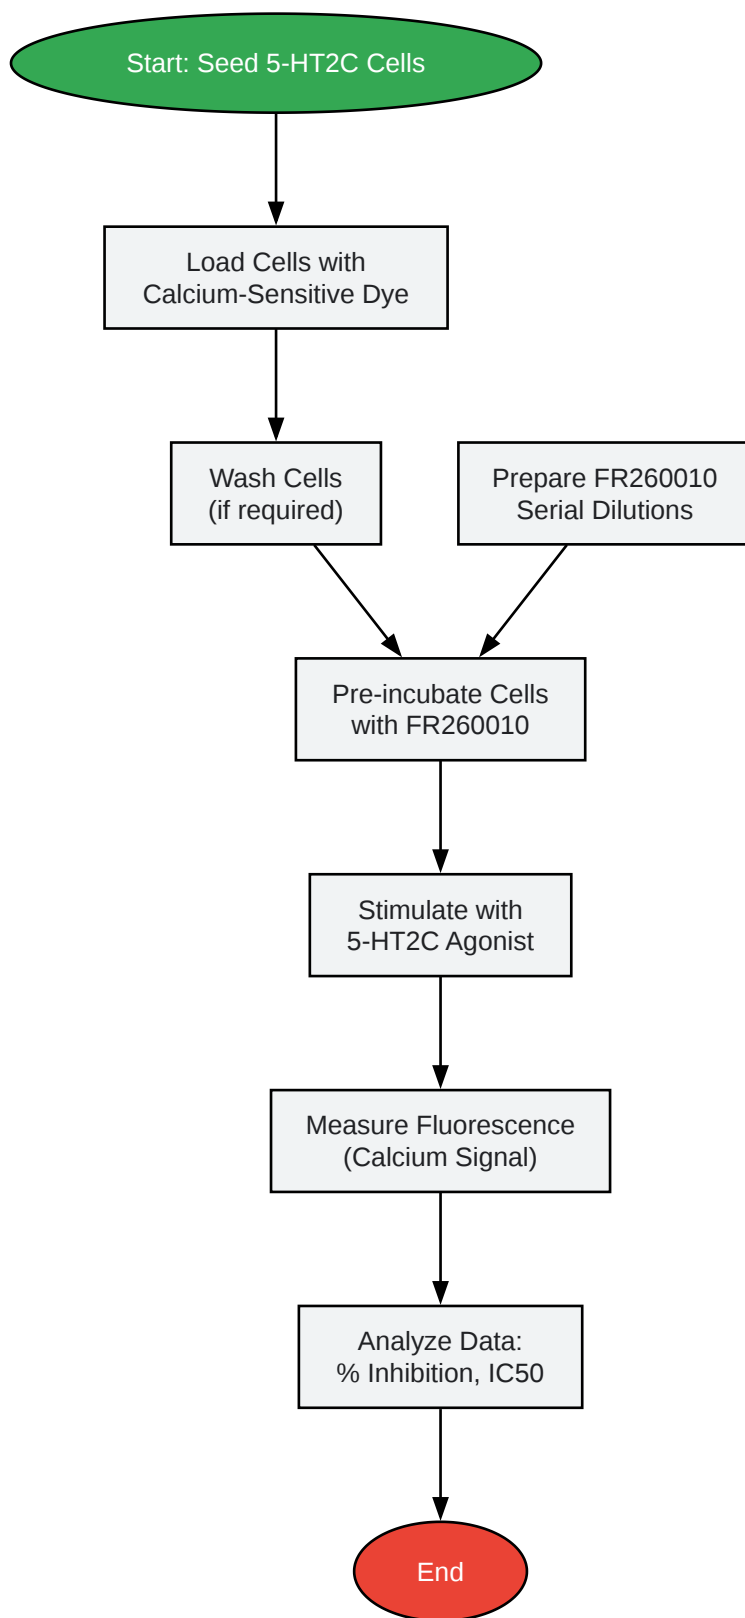 Start: Seed 5-HT2C Cells
Load Cells with
Calcium-Sensitive Dye
Wash Cells
(if required)
Prepare FR260010
Serial Dilutions
Pre-incubate Cells
with FR260010
Stimulate with
5-HT2C Agonist
Measure Fluorescence
(Calcium Signal)
Analyze Data:
% Inhibition, IC50
End